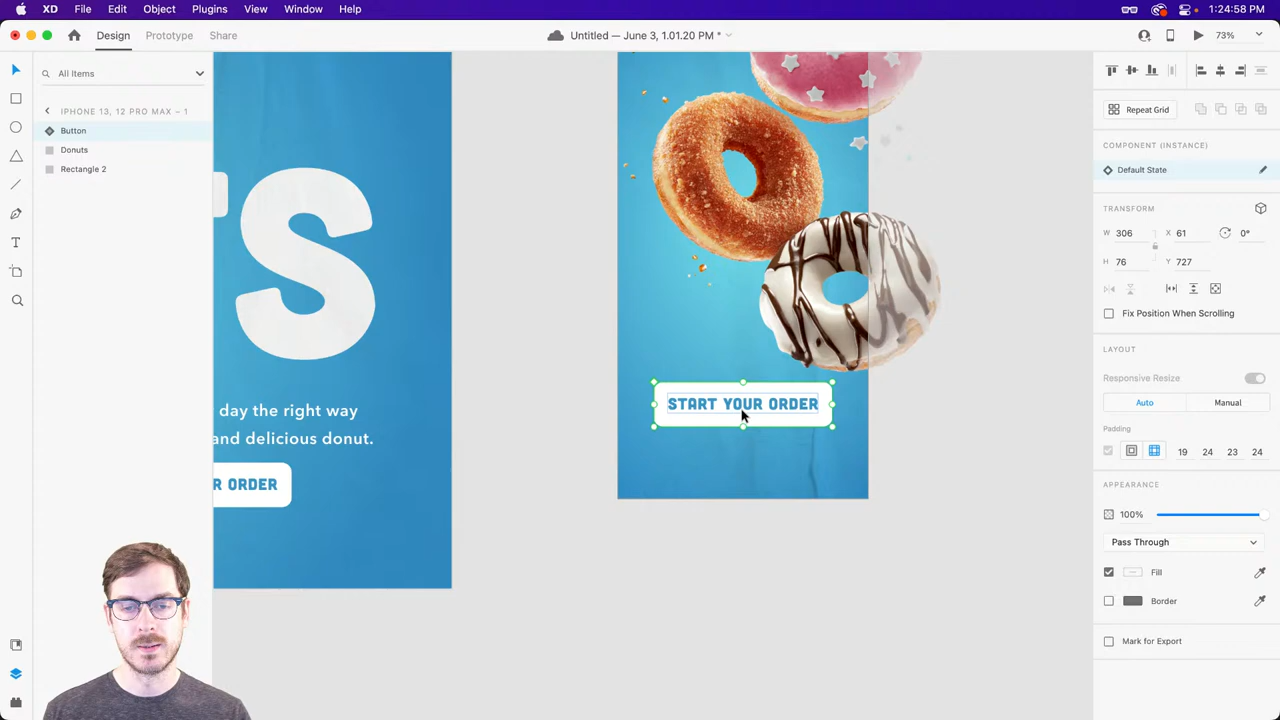 XD File Edit Object Plugins View Window Help 1:24:58 PM
Design Prototype Share Untitled — June 3, 1.01.20 PM * 73%
All Items
IPHONE 13, 12 PRO MAX – 1
Button
Donuts
Rectangle 2
'S
day the right way
and delicious donut.
R ORDER
START YOUR ORDER
Repeat Grid
COMPONENT (INSTANCE)
Default State
TRANSFORM
W 306 X 61 0°
H 76 Y 727
Fix Position When Scrolling
LAYOUT
Responsive Resize
Auto Manual
Padding
19 24 23 24
APPEARANCE
100%
Pass Through
Fill
Border
Mark for Export